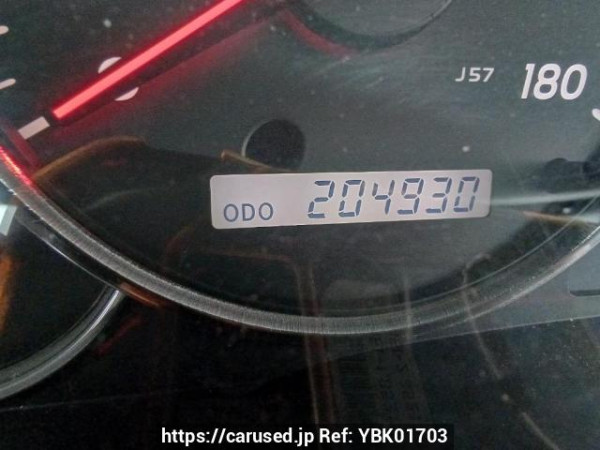 J57 180
ODO 204930
https://carused.jp Ref: YBK01703